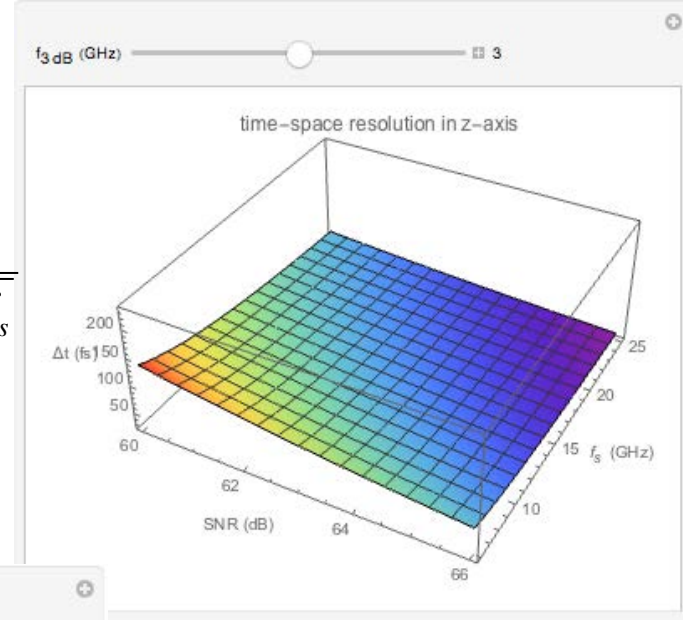 f3 dB (GHz) 3
time-space resolution in z-axis
200
Δt (fs) 150
100
50
60
62
SNR (dB)
64
66
25
20
15 fs (GHz)
10
s